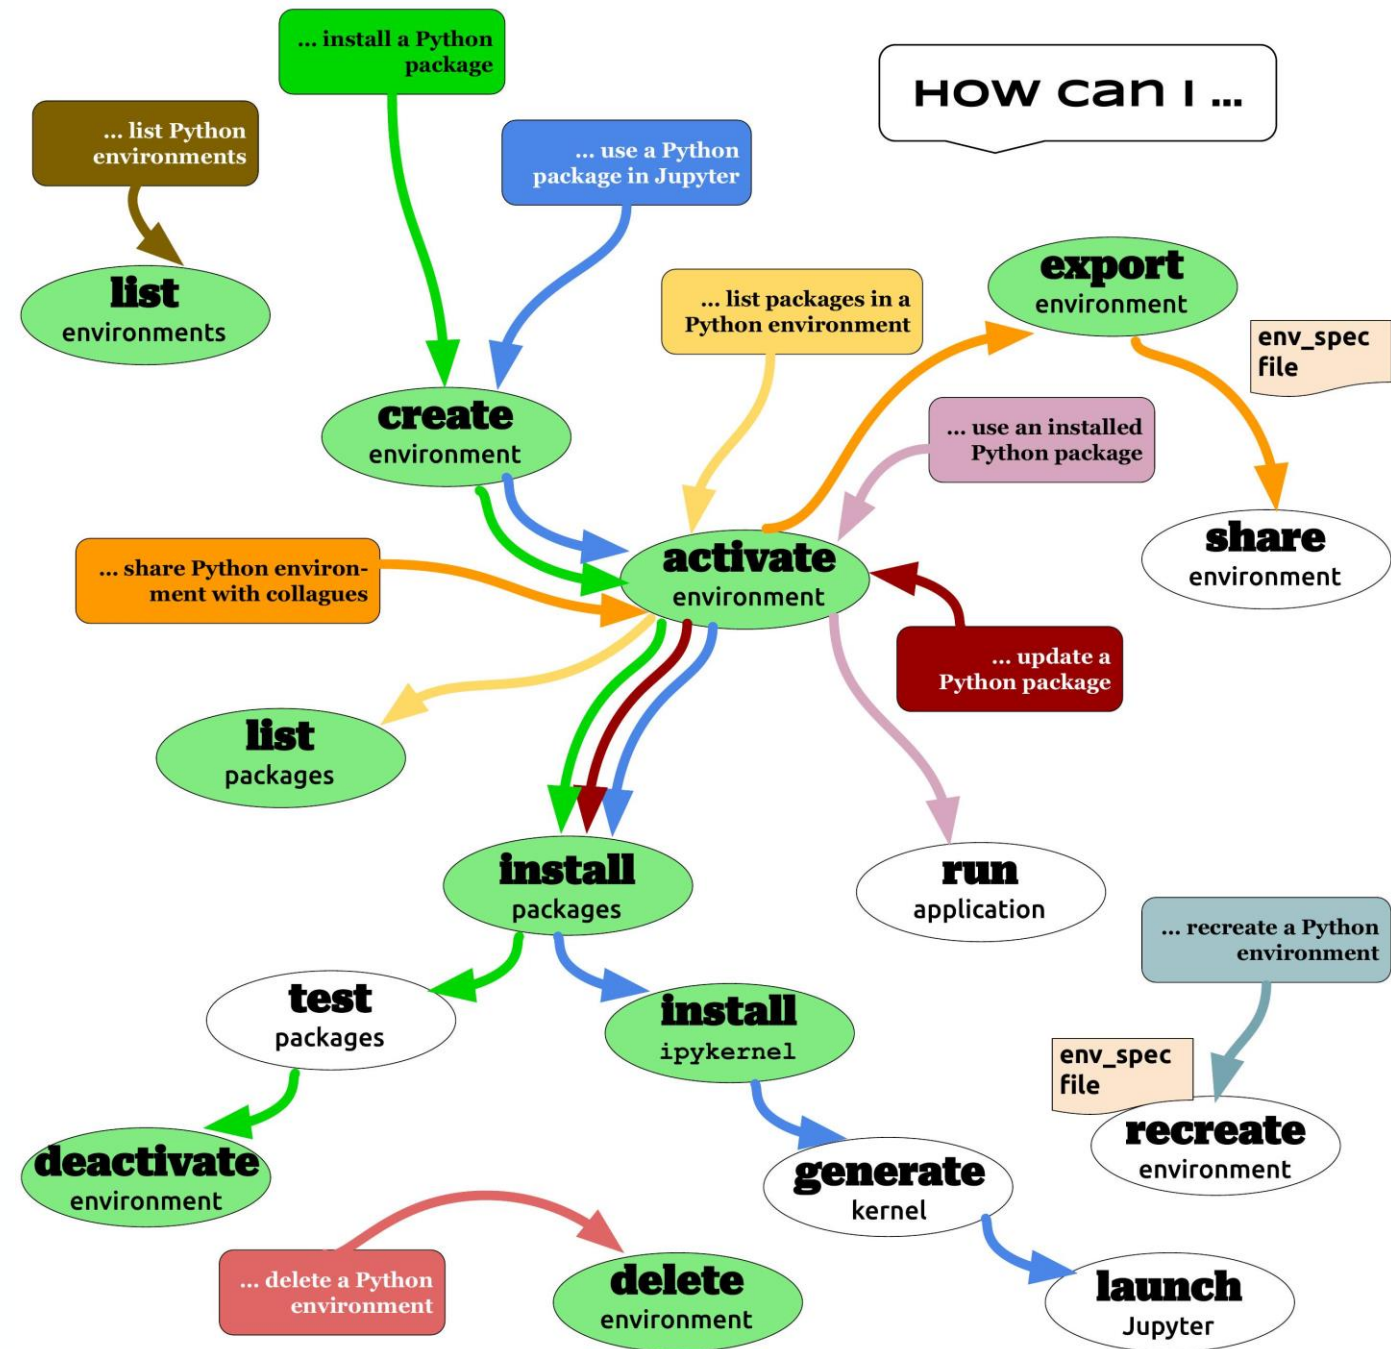 ... install a Python
package
HOW can I ...
... list Python
environments
... use a Python
package in Jupyter
list
environments
export
environment
... list packages in a
Python environment
env_spec
file
create
environment
... use an installed
Python package
share
environment
activate
environment
... share Python environ-
ment with collagues
... update a
Python package
list
packages
install
packages
run
application
... recreate a Python
environment
test
packages
install
ipykernel
env_spec
file
recreate
environment
deactivate
environment
generate
kernel
... delete a Python
environment
delete
environment
launch
Jupyter